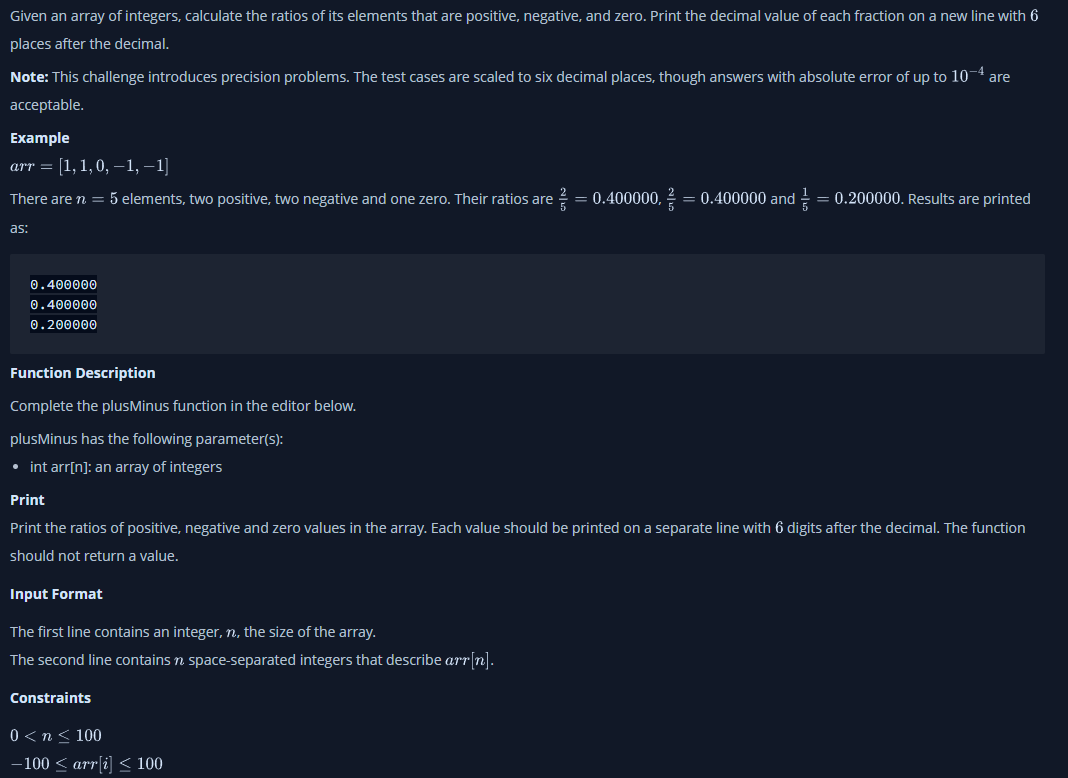 Given an array of integers, calculate the ratios of its elements that are positive, negative, and zero. Print the decimal value of each fraction on a new line with 6
places after the decimal.
Note: This challenge introduces precision problems. The test cases are scaled to six decimal places, though answers with absolute error of up to 10⁻⁴ are
acceptable.
Example
arr = [1, 1, 0, −1, −1]
There are n = 5 elements, two positive, two negative and one zero. Their ratios are 2/5 = 0.400000, 2/5 = 0.400000 and 1/5 = 0.200000. Results are printed
as:
0.400000
0.400000
0.200000
Function Description
Complete the plusMinus function in the editor below.
plusMinus has the following parameter(s):
• int arr[n]: an array of integers
Print
Print the ratios of positive, negative and zero values in the array. Each value should be printed on a separate line with 6 digits after the decimal. The function
should not return a value.
Input Format
The first line contains an integer, n, the size of the array.
The second line contains n space-separated integers that describe arr[n].
Constraints
0 < n ≤ 100
−100 ≤ arr[i] ≤ 100